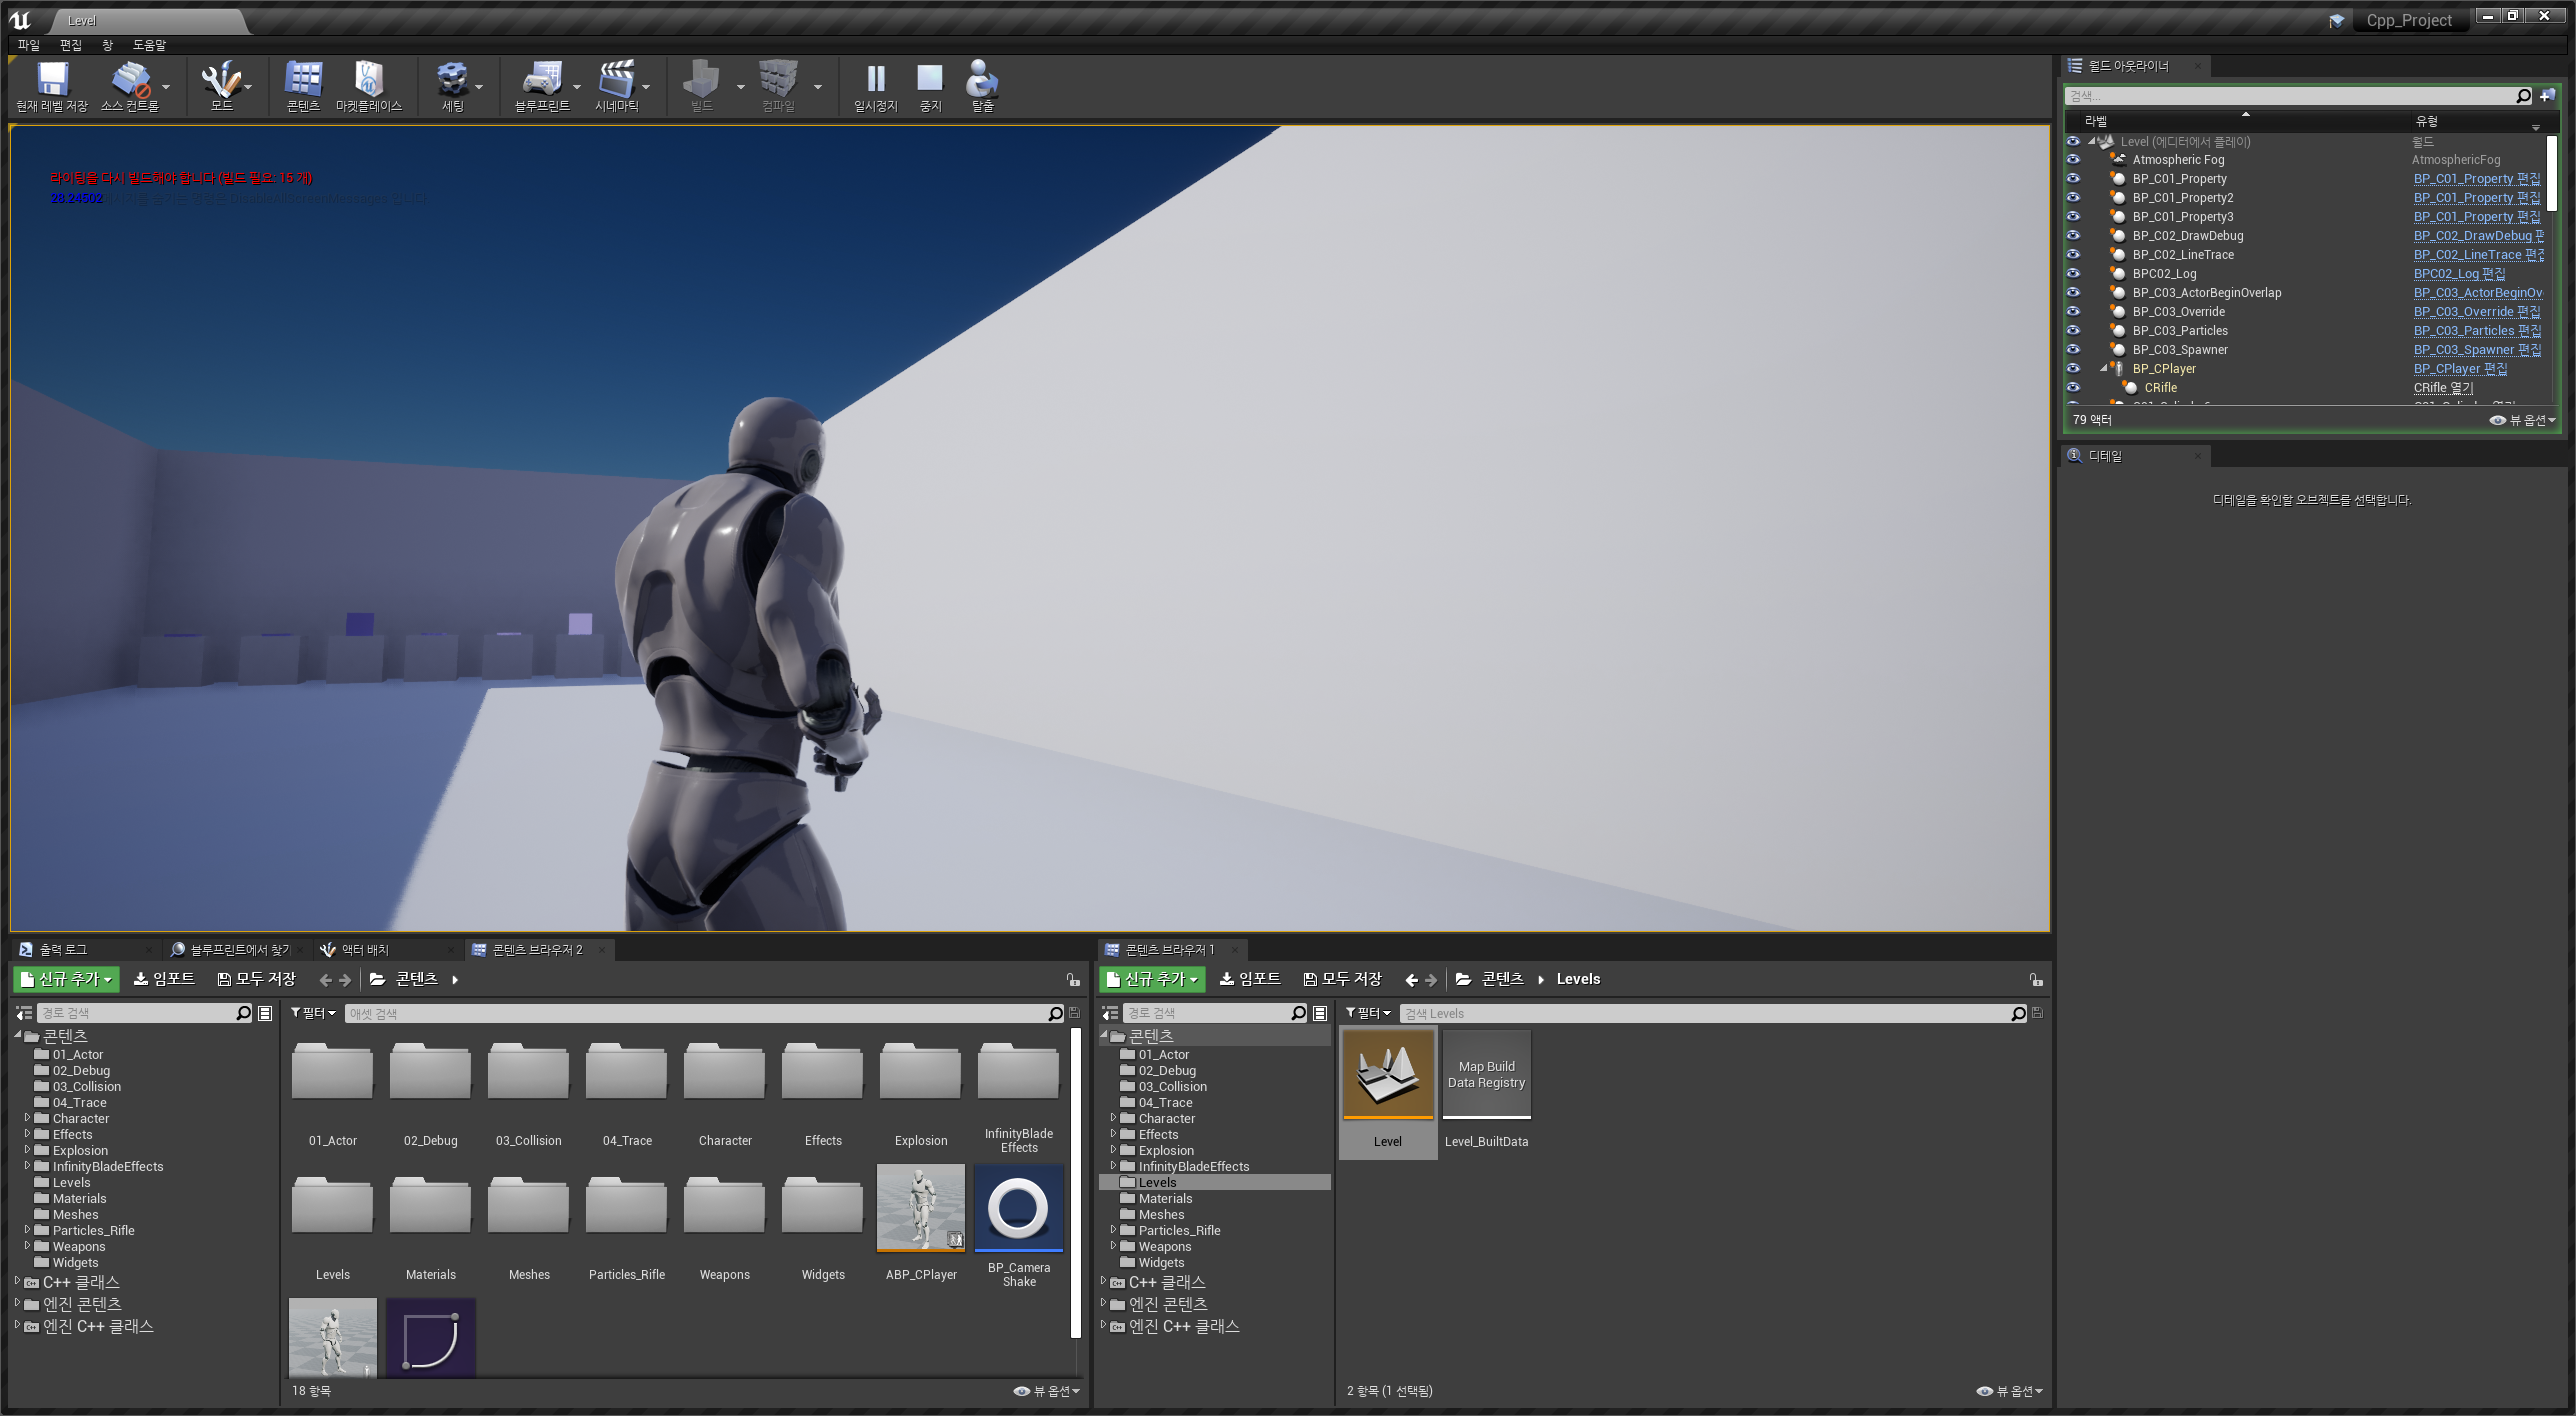 Level
Cpp_Project
파일 편집 창 도움말
현재 레벨 저장 소스 컨트롤 모드 콘텐츠 마켓플레이스 세팅 블루프린트 시네마틱 빌드 컴파일 일시정지 중지 탈출
라이팅을 다시 빌드해야 합니다 (빌드 필요: 15 개)
28.24502 메시지를 숨기는 명령은 DisableAllScreenMessages 입니다
월드 아웃라이너
검색...
라벨 유형
Level (에디터에서 플레이) 월드
Atmospheric Fog AtmosphericFog
BP_C01_Property BP_C01_Property 편집
BP_C01_Property2 BP_C01_Property 편집
BP_C01_Property3 BP_C01_Property 편집
BP_C02_DrawDebug BP_C02_DrawDebug 편
BP_C02_LineTrace BP_C02_LineTrace 편집
BPC02_Log BPC02_Log 편집
BP_C03_ActorBeginOverlap BP_C03_ActorBeginOv
BP_C03_Override BP_C03_Override 편집
BP_C03_Particles BP_C03_Particles 편집
BP_C03_Spawner BP_C03_Spawner 편집
BP_CPlayer BP_CPlayer 편집
CRifle CRifle 열기
79 액터 뷰 옵션
디테일
디테일을 확인할 오브젝트를 선택합니다.
출력 로그 블루프린트에서 찾기 액터 배치 콘텐츠 브라우저 2
신규 추가 임포트 모두 저장 콘텐츠
경로 검색 필터 애셋 검색
콘텐츠
01_Actor
02_Debug
03_Collision
04_Trace
Character
Effects
Explosion
InfinityBladeEffects
Levels
Materials
Meshes
Particles_Rifle
Weapons
Widgets
C++ 클래스
엔진 콘텐츠
엔진 C++ 클래스
01_Actor 02_Debug 03_Collision 04_Trace Character Effects Explosion InfinityBlade
Effects
Levels Materials Meshes Particles_Rifle Weapons Widgets ABP_CPlayer BP_Camera
Shake
18 항목 뷰 옵션
콘텐츠 브라우저 1
신규 추가 임포트 모두 저장 콘텐츠 Levels
경로 검색 필터 검색 Levels
콘텐츠
01_Actor
02_Debug
03_Collision
04_Trace
Character
Effects
Explosion
InfinityBladeEffects
Levels
Materials
Meshes
Particles_Rifle
Weapons
Widgets
C++ 클래스
엔진 콘텐츠
엔진 C++ 클래스
Map Build
Data Registry
Level Level_BuiltData
2 항목 (1 선택됨) 뷰 옵션